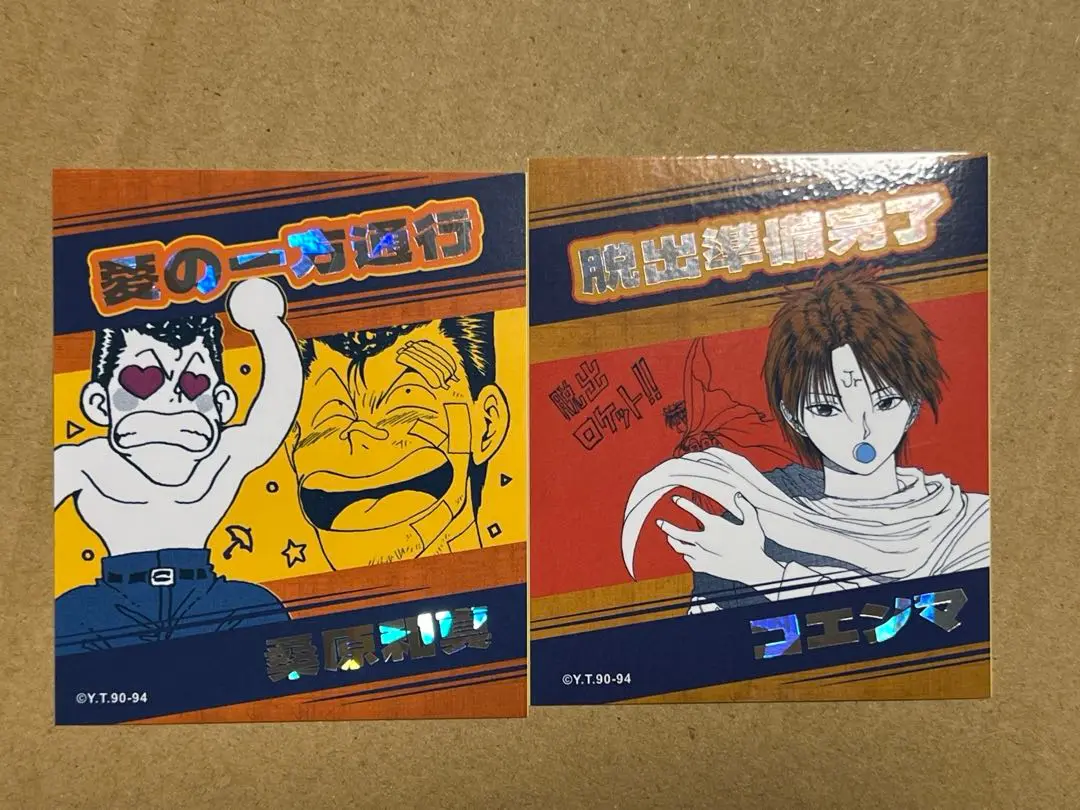 愛の一方通行
桑原和真
©Y.T.90-94
脱出準備完了
脱出
ロケット!!
Jr
コエンマ
©Y.T.90-94